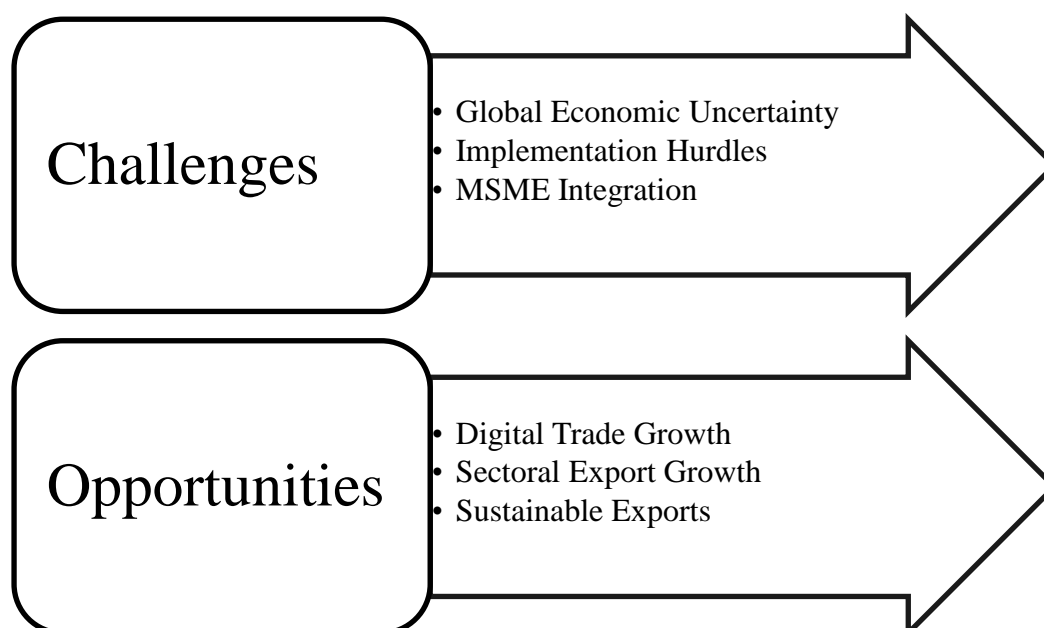 Challenges
• Global Economic Uncertainty
• Implementation Hurdles
• MSME Integration
Opportunities
• Digital Trade Growth
• Sectoral Export Growth
• Sustainable Exports